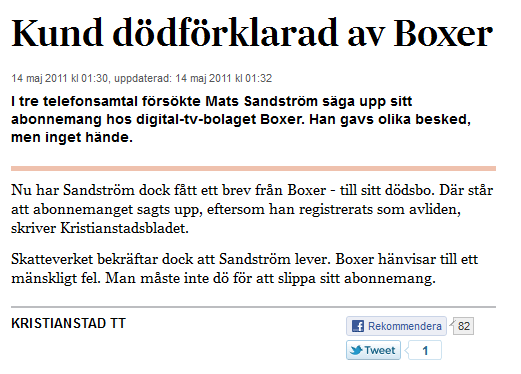 Kund dödförklarad av Boxer
14 maj 2011 kl 01:30, uppdaterad: 14 maj 2011 kl 01:32
I tre telefonsamtal försökte Mats Sandström säga upp sitt
abonnemang hos digital-tv-bolaget Boxer. Han gavs olika besked,
men inget hände.
Nu har Sandström dock fått ett brev från Boxer - till sitt dödsbo. Där står
att abonnemanget sagts upp, eftersom han registrerats som avliden,
skriver Kristianstadsbladet.
Skatteverket bekräftar dock att Sandström lever. Boxer hänvisar till ett
mänskligt fel. Man måste inte dö för att slippa sitt abonnemang.
KRISTIANSTAD TT
Rekommendera 82
Tweet 1